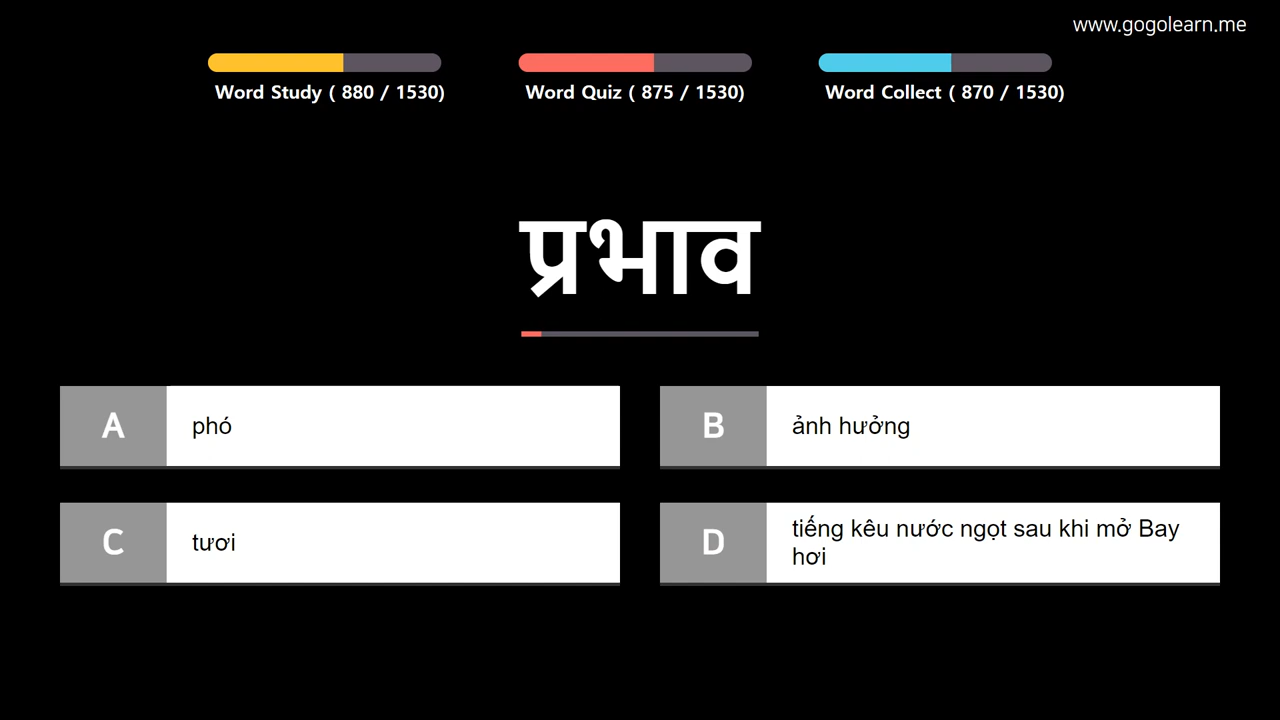 www.gogolearn.me
Word Study ( 880 / 1530)
Word Quiz ( 875 / 1530)
Word Collect ( 870 / 1530)
प्रभाव
A
phó
B
ảnh hưởng
C
tươi
D
tiếng kêu nước ngọt sau khi mở Bay
hơi